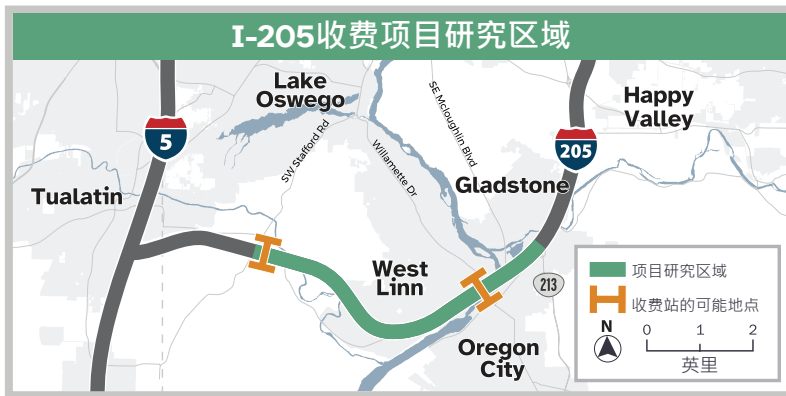 I-205收费项目研究区域
Lake
Oswego
SE Mcloughlin Blvd
Happy
Valley
5
205
SW Stafford Rd
Willamette Dr
Tualatin
Gladstone
West
Linn
213
Oregon
City
项目研究区域
收费站的可能地点
N
0 1 2
英里